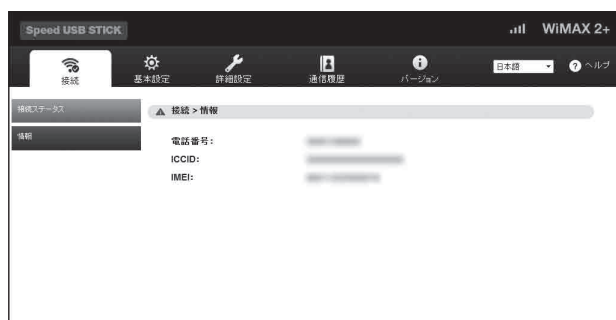 Speed USB STICK
WiMAX 2+
接続
基本設定
詳細設定
通信履歴
バージョン
日本語
ヘルプ
接続ステータス
情報
接続 > 情報
電話番号:
ICCID:
IMEI: